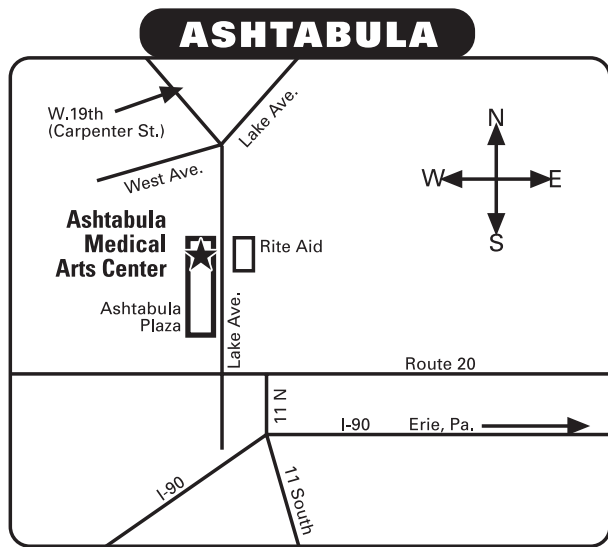 ASHTABULA
W.19th
(Carpenter St.)
Lake Ave.
West Ave.
N
W
E
S
Ashtabula
Medical
Arts Center
Rite Aid
Ashtabula
Plaza
Lake Ave.
Route 20
11 N
I-90
Erie, Pa.
I-90
11 South